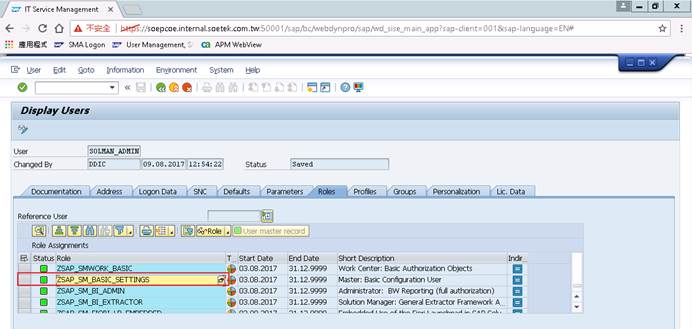 IT Service Management
不安全 https://soepcoe.internal.soetek.com.tw:50001/sap/bc/webdynpro/sap/wd_sise_main_app?sap-client=001&sap-language=EN#
應用程式 SMA Logon User Management, S APM WebView
User Goto Information Environment System Help
Display Users
User SOLMAN_ADMIN
Changed By DDIC 09.08.2017 12:54:22 Status Saved
Documentation Address Logon Data SNC Defaults Parameters Roles Profiles Groups Personalization Lic. Data
Reference User
Role User master record
Role Assignments
Status Role T... Start Date End Date Short Description Indir
ZSAP_SMWORK_BASIC 03.08.2017 31.12.9999 Work Center: Basic Authorization Objects
ZSAP_SM_BASIC_SETTINGS 03.08.2017 31.12.9999 Master: Basic Configuration User
ZSAP_SM_BI_ADMIN 03.08.2017 31.12.9999 Administrator: BW Reporting (full authorization)
ZSAP_SM_BI_EXTRACTOR 03.08.2017 31.12.9999 Solution Manager: General Extractor Framework A...